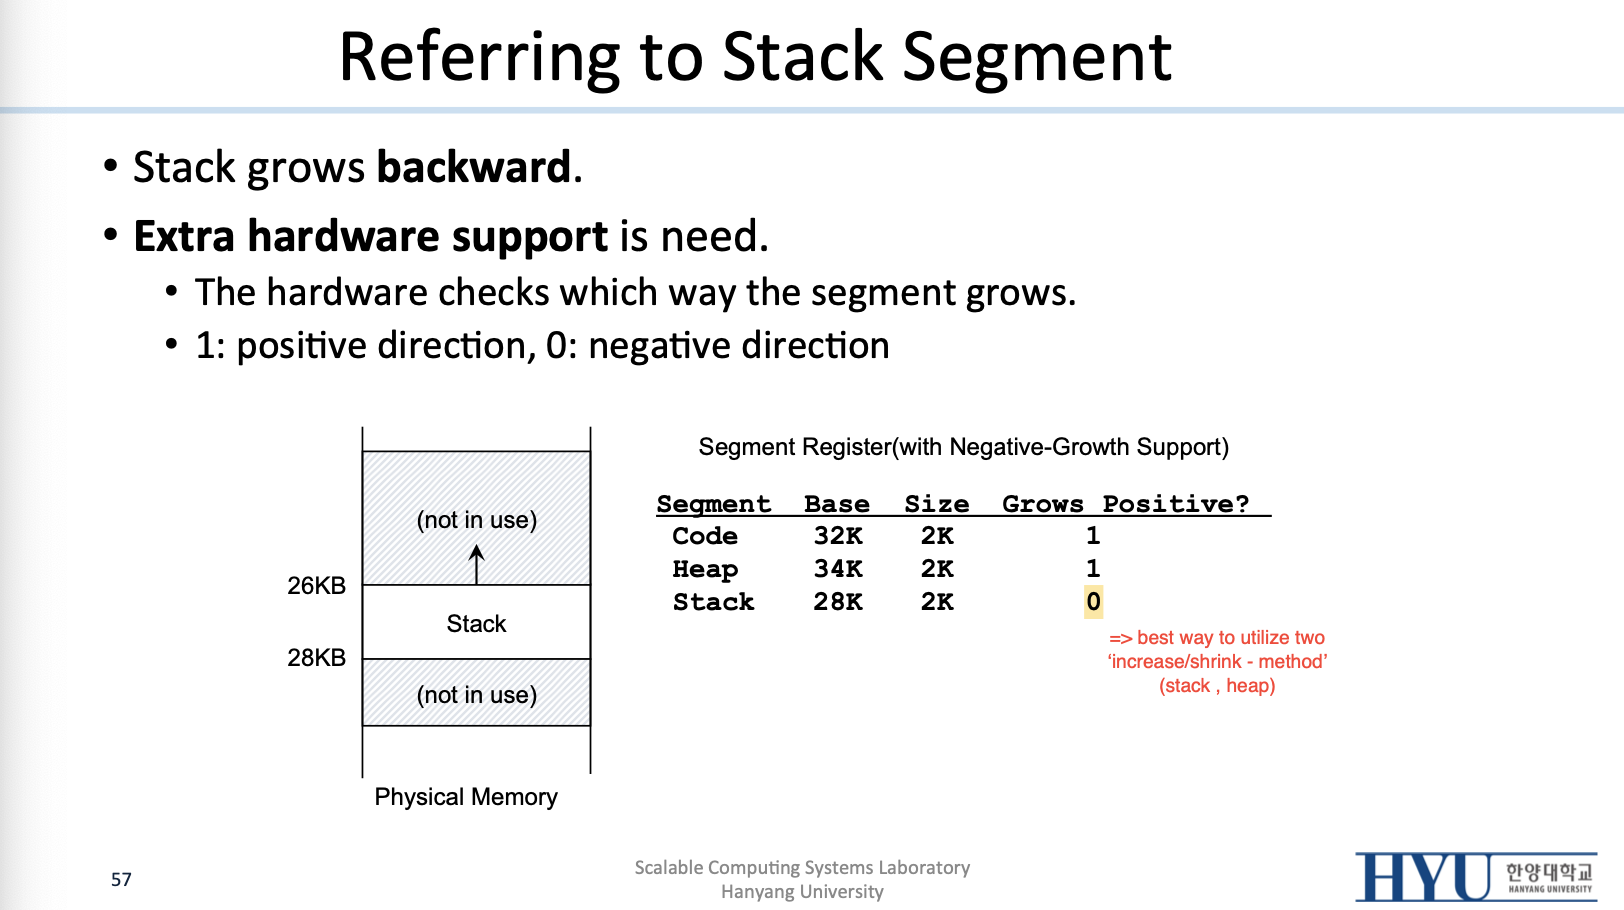 Referring to Stack Segment
• Stack grows backward.
• Extra hardware support is need.
• The hardware checks which way the segment grows.
• 1: positive direction, 0: negative direction
(not in use)
26KB
Stack
28KB
(not in use)
Physical Memory
Segment Register(with Negative-Growth Support)
Segment Base Size Grows Positive?
Code 32K 2K 1
Heap 34K 2K 1
Stack 28K 2K 0
=> best way to utilize two
‘increase/shrink - method’
(stack , heap)
57
Scalable Computing Systems Laboratory
Hanyang University
HYU 한양대학교
HANYANG UNIVERSITY